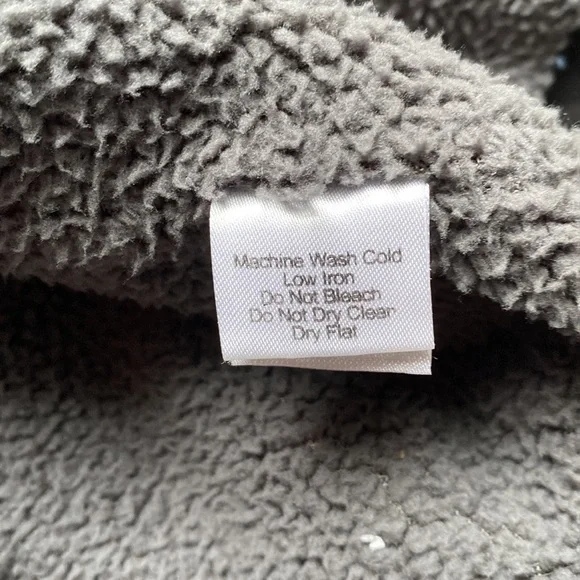 Machine Wash Cold
Low Iron
Do Not Bleach
Do Not Dry Clean
Dry Flat